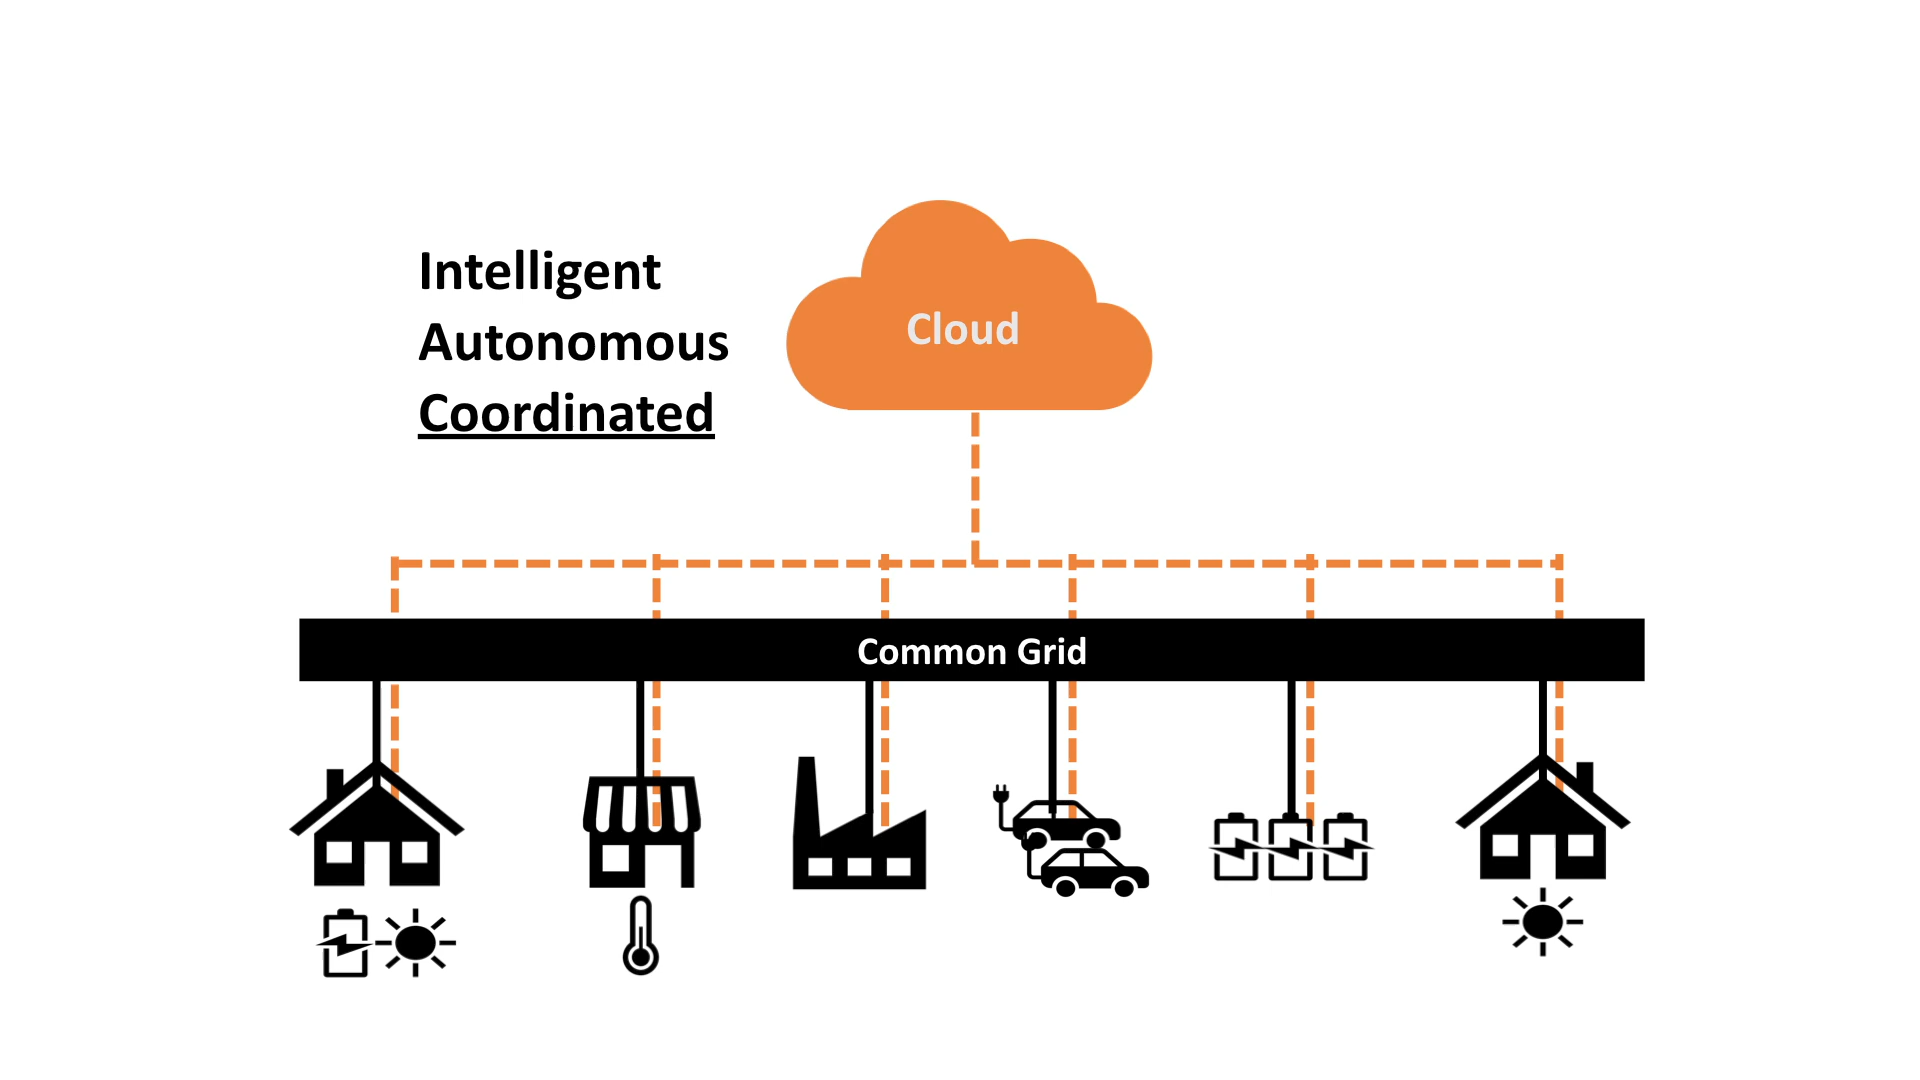 Intelligent
Autonomous
Coordinated
Cloud
Common Grid